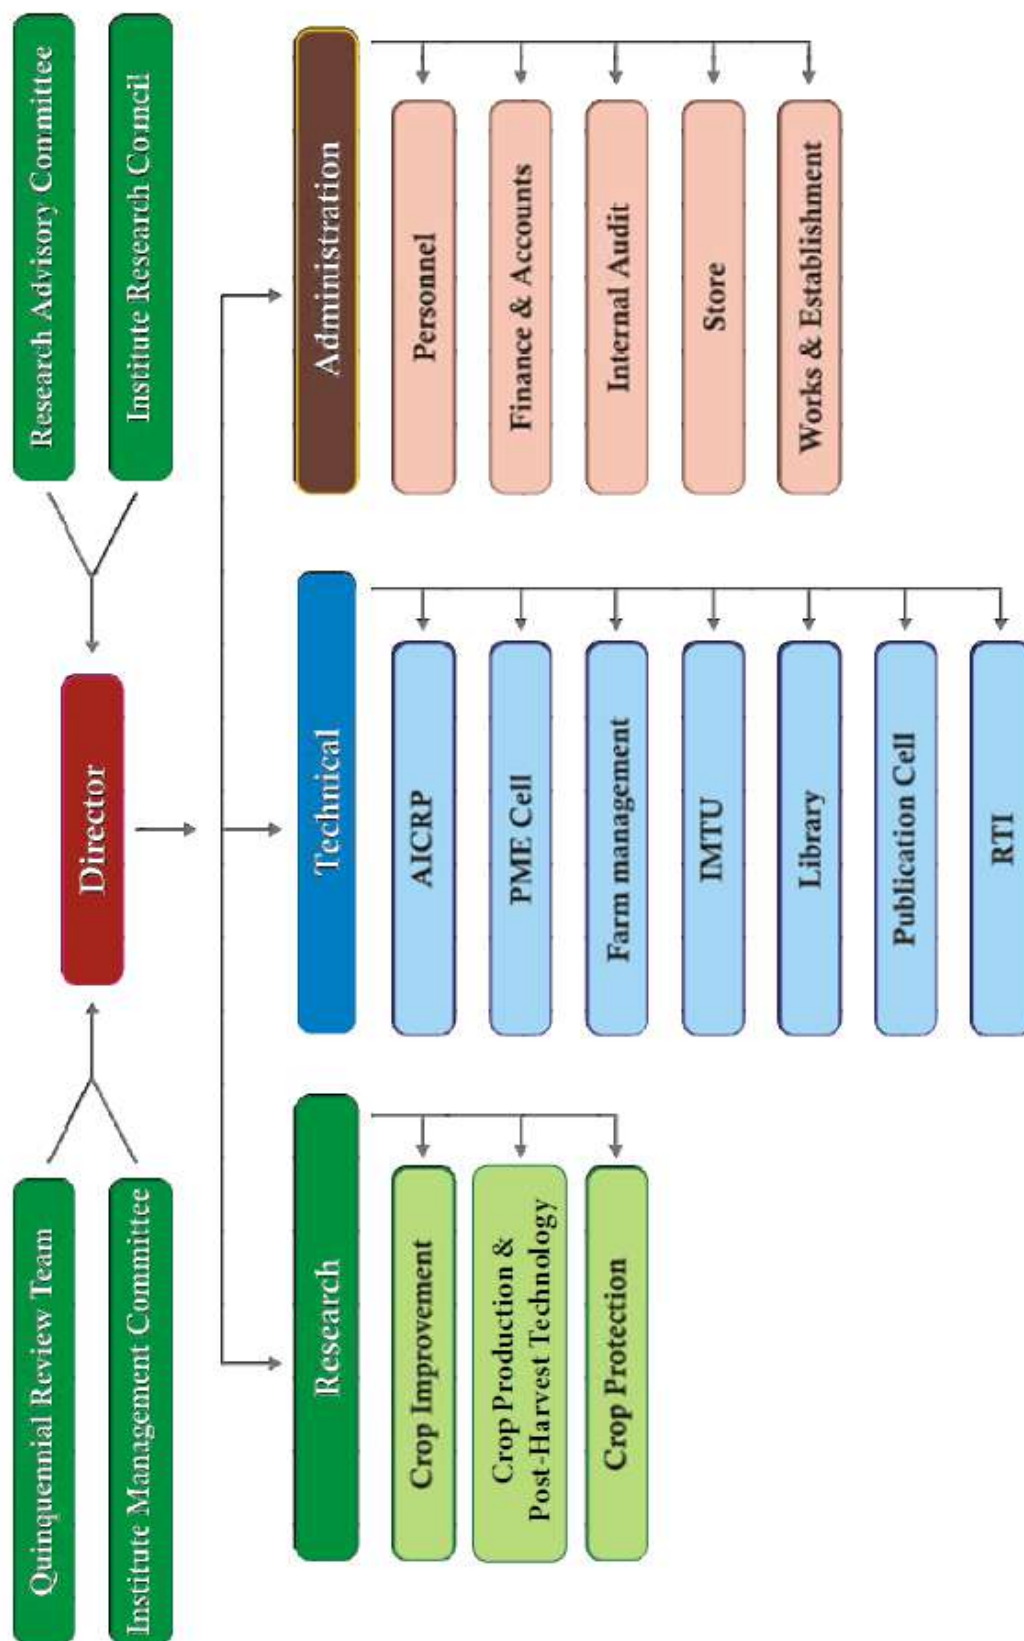 Quinquennial Review Team
Institute Management Committee
Director
Research Advisory Committee
Institute Research Council
Research
Crop Improvement
Crop Production &
Post-Harvest Technology
Crop Protection
Technical
AICRP
PME Cell
Farm management
IMTU
Library
Publication Cell
RTI
Administration
Personnel
Finance & Accounts
Internal Audit
Store
Works & Establishment